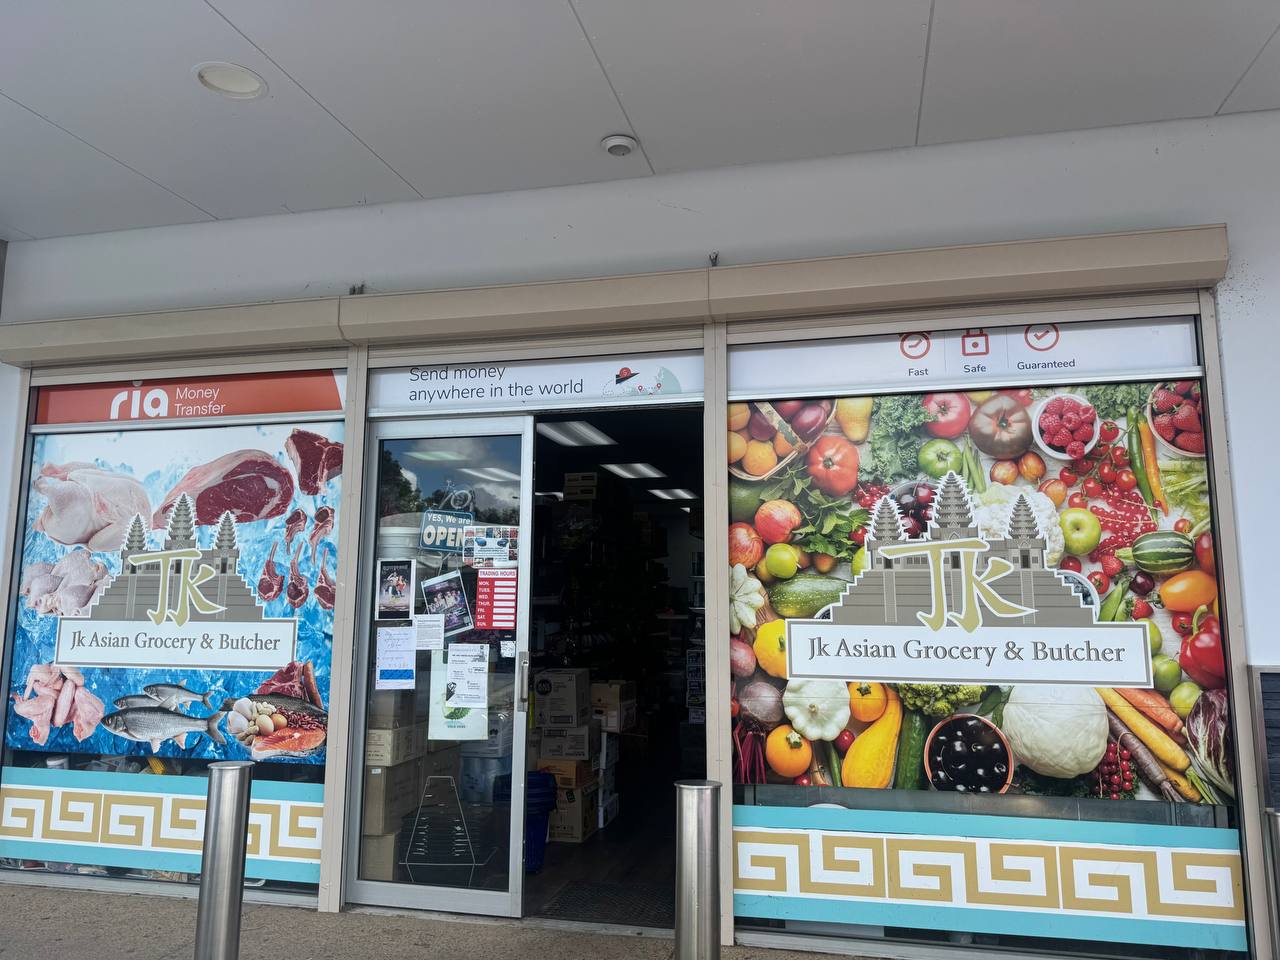 ria Money
Transfer
Send money
anywhere in the world
Fast
Safe
Guaranteed
Jk
Jk Asian Grocery & Butcher
YES, We are
OPEN
TRADING HOURS
MON.
TUES.
WED.
THUR.
FRI.
SAT.
SUN.
Jk
Jk Asian Grocery & Butcher